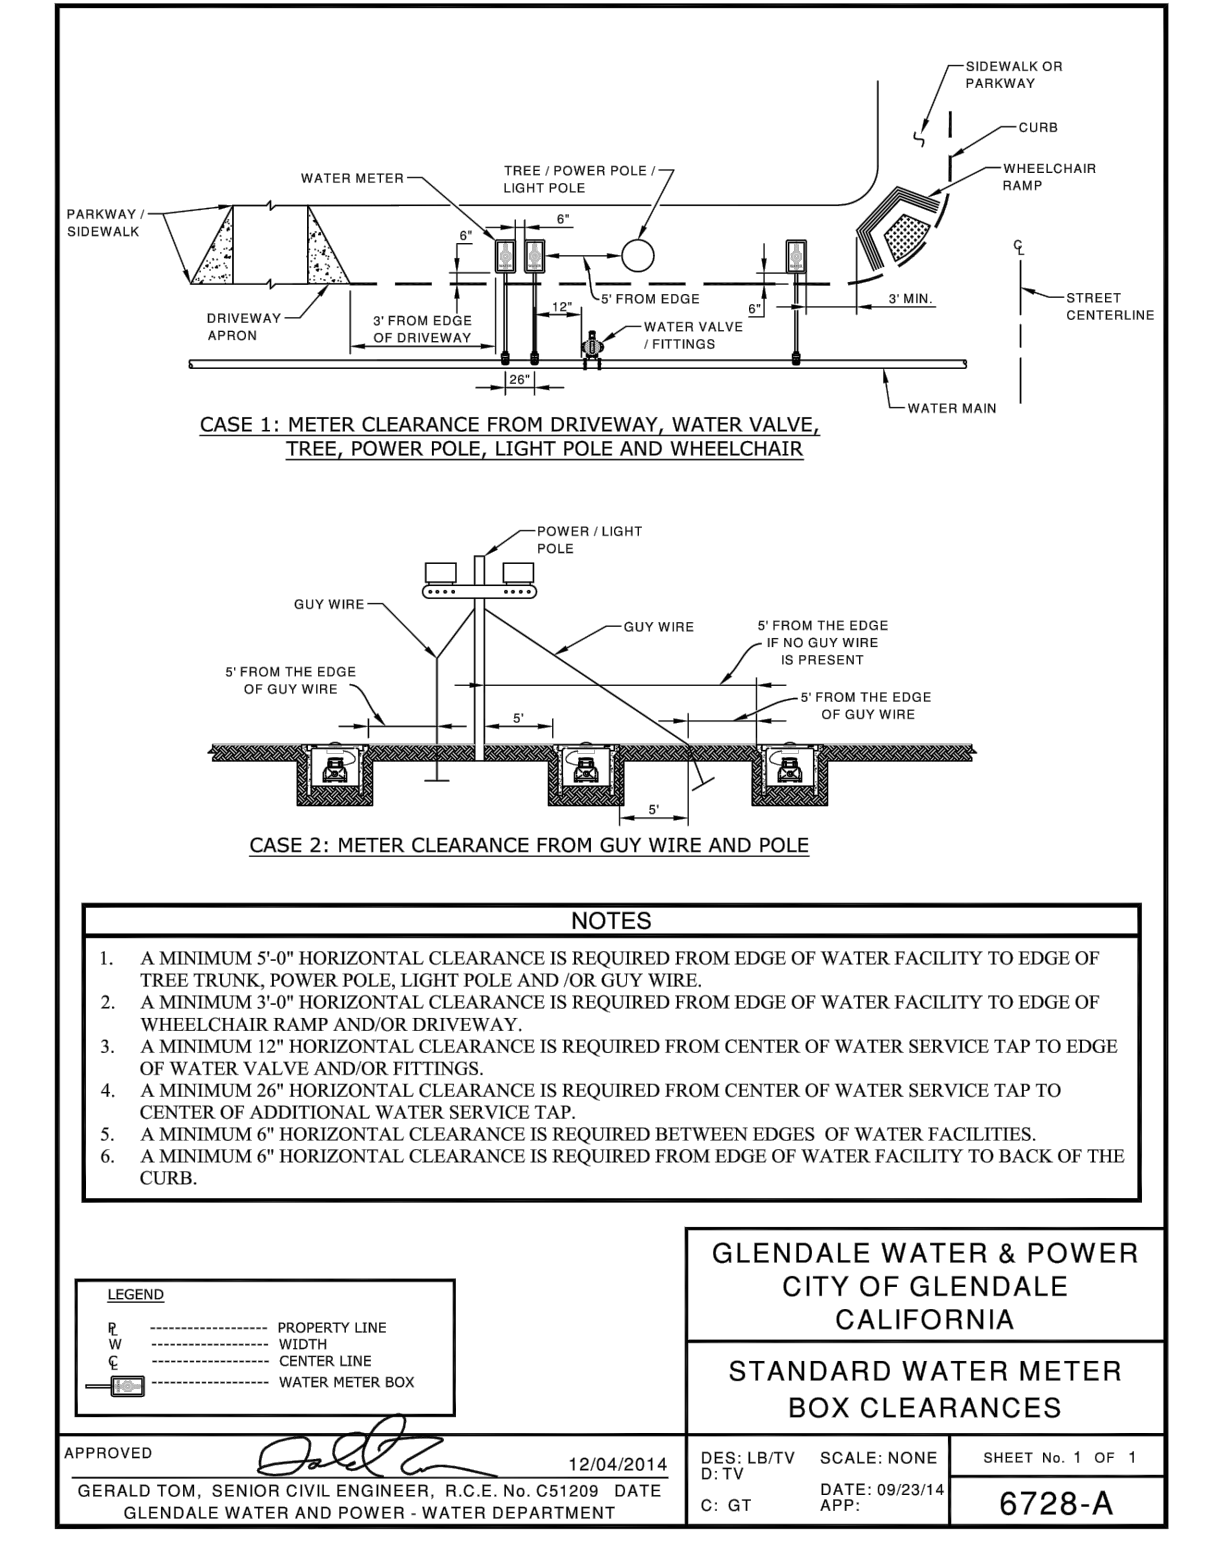 SIDEWALK OR
PARKWAY
CURB
WHEELCHAIR
RAMP
TREE / POWER POLE /
LIGHT POLE
WATER METER
PARKWAY /
SIDEWALK
6"
6"
℄
5' FROM EDGE
3' MIN.
STREET
CENTERLINE
12"
6"
DRIVEWAY
APRON
3' FROM EDGE
OF DRIVEWAY
WATER VALVE
/ FITTINGS
26"
WATER MAIN
CASE 1: METER CLEARANCE FROM DRIVEWAY, WATER VALVE,
TREE, POWER POLE, LIGHT POLE AND WHEELCHAIR
POWER / LIGHT
POLE
GUY WIRE
GUY WIRE
5' FROM THE EDGE
IF NO GUY WIRE
IS PRESENT
5' FROM THE EDGE
OF GUY WIRE
5' FROM THE EDGE
OF GUY WIRE
5'
5'
CASE 2: METER CLEARANCE FROM GUY WIRE AND POLE
NOTES
1. A MINIMUM 5'-0" HORIZONTAL CLEARANCE IS REQUIRED FROM EDGE OF WATER FACILITY TO EDGE OF
TREE TRUNK, POWER POLE, LIGHT POLE AND /OR GUY WIRE.
2. A MINIMUM 3'-0" HORIZONTAL CLEARANCE IS REQUIRED FROM EDGE OF WATER FACILITY TO EDGE OF
WHEELCHAIR RAMP AND/OR DRIVEWAY.
3. A MINIMUM 12" HORIZONTAL CLEARANCE IS REQUIRED FROM CENTER OF WATER SERVICE TAP TO EDGE
OF WATER VALVE AND/OR FITTINGS.
4. A MINIMUM 26" HORIZONTAL CLEARANCE IS REQUIRED FROM CENTER OF WATER SERVICE TAP TO
CENTER OF ADDITIONAL WATER SERVICE TAP.
5. A MINIMUM 6" HORIZONTAL CLEARANCE IS REQUIRED BETWEEN EDGES OF WATER FACILITIES.
6. A MINIMUM 6" HORIZONTAL CLEARANCE IS REQUIRED FROM EDGE OF WATER FACILITY TO BACK OF THE
CURB.
LEGEND
PL ------------------- PROPERTY LINE
W ------------------- WIDTH
℄ ------------------- CENTER LINE
------------------- WATER METER BOX
GLENDALE WATER & POWER
CITY OF GLENDALE
CALIFORNIA
STANDARD WATER METER
BOX CLEARANCES
APPROVED
12/04/2014
GERALD TOM, SENIOR CIVIL ENGINEER, R.C.E. No. C51209 DATE
GLENDALE WATER AND POWER - WATER DEPARTMENT
DES: LB/TV SCALE: NONE
D: TV
DATE: 09/23/14
C: GT APP:
SHEET No. 1 OF 1
6728-A